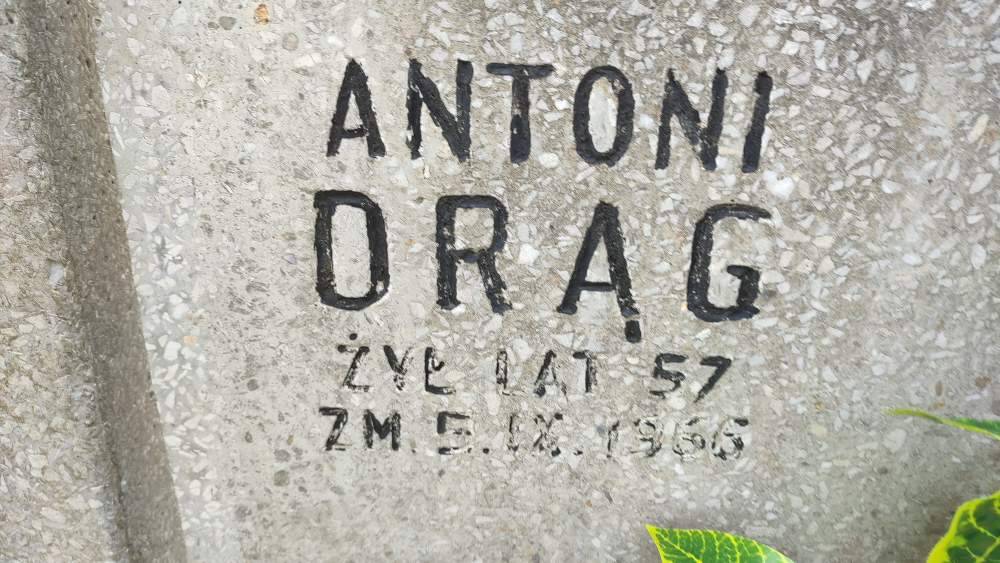 ANTONI
DRĄG
ŻYŁ LAT 57
ZM. 5.IX.1966